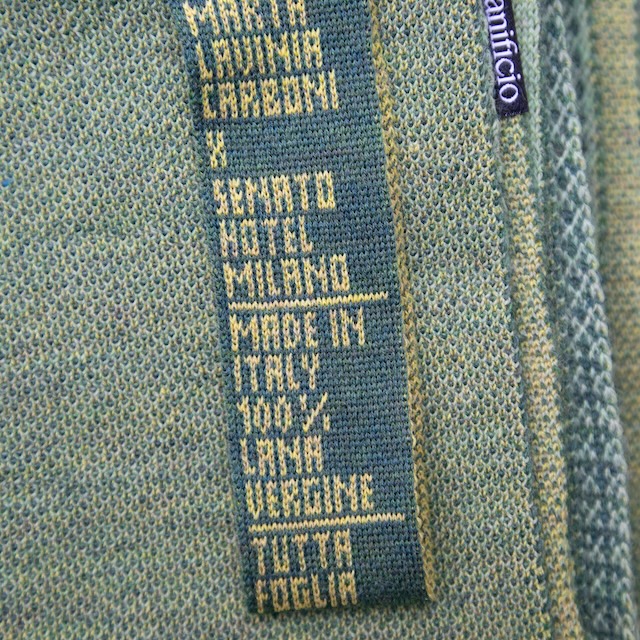 MARTA
LAVINIA
CARBONI
X
SENATO
HOTEL
MILANO
MADE IN
ITALY
100%
LANA
VERGINE
TUTTA
FOGLIA
anificio